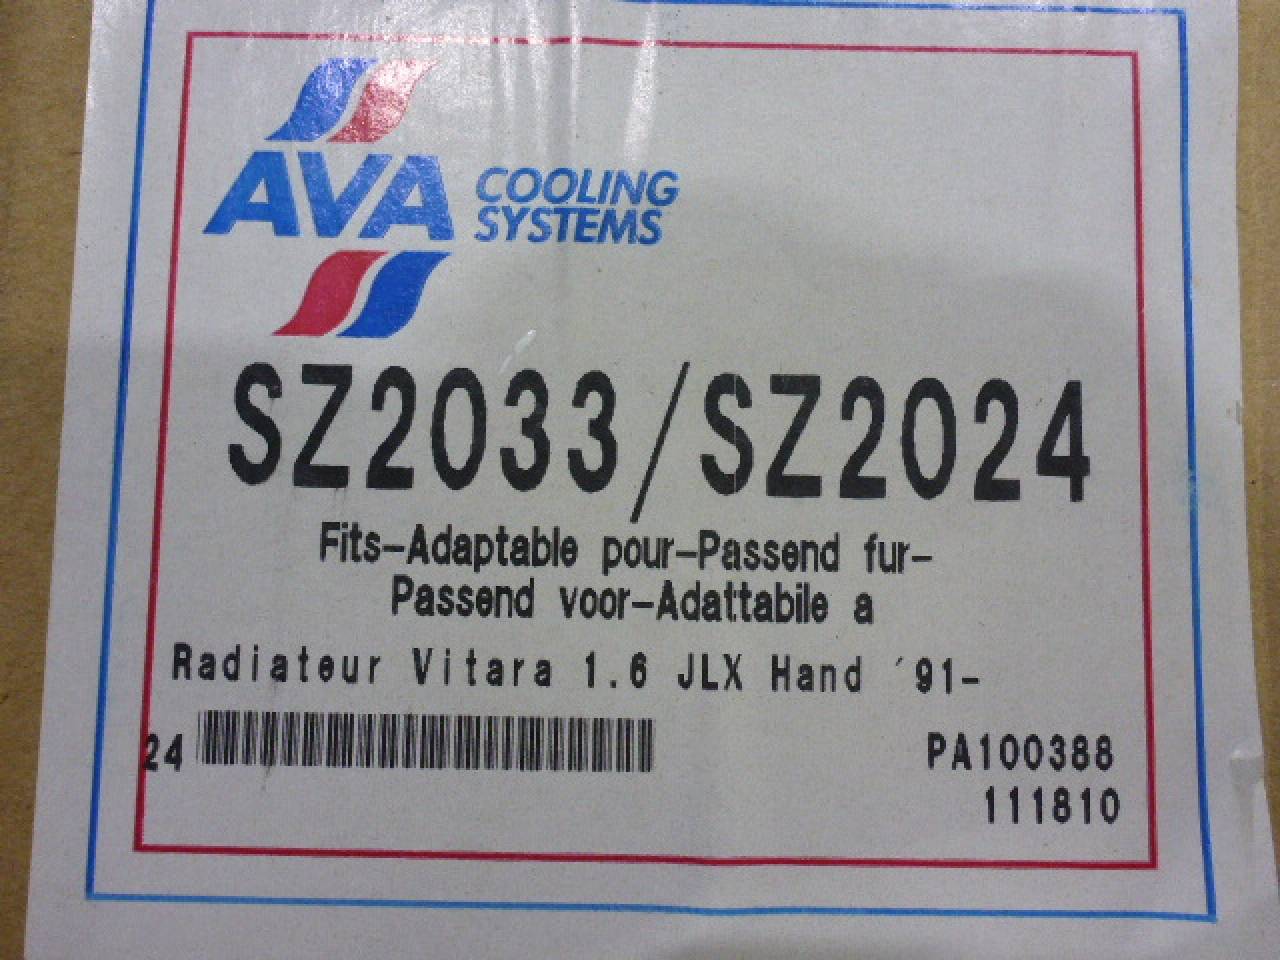 AVA COOLING
SYSTEMS
SZ2033/SZ2024
Fits-Adaptable pour-Passend fur-
Passend voor-Adattabile a
Radiateur Vitara 1.6 JLX Hand ´91-
24
PA100388
111810